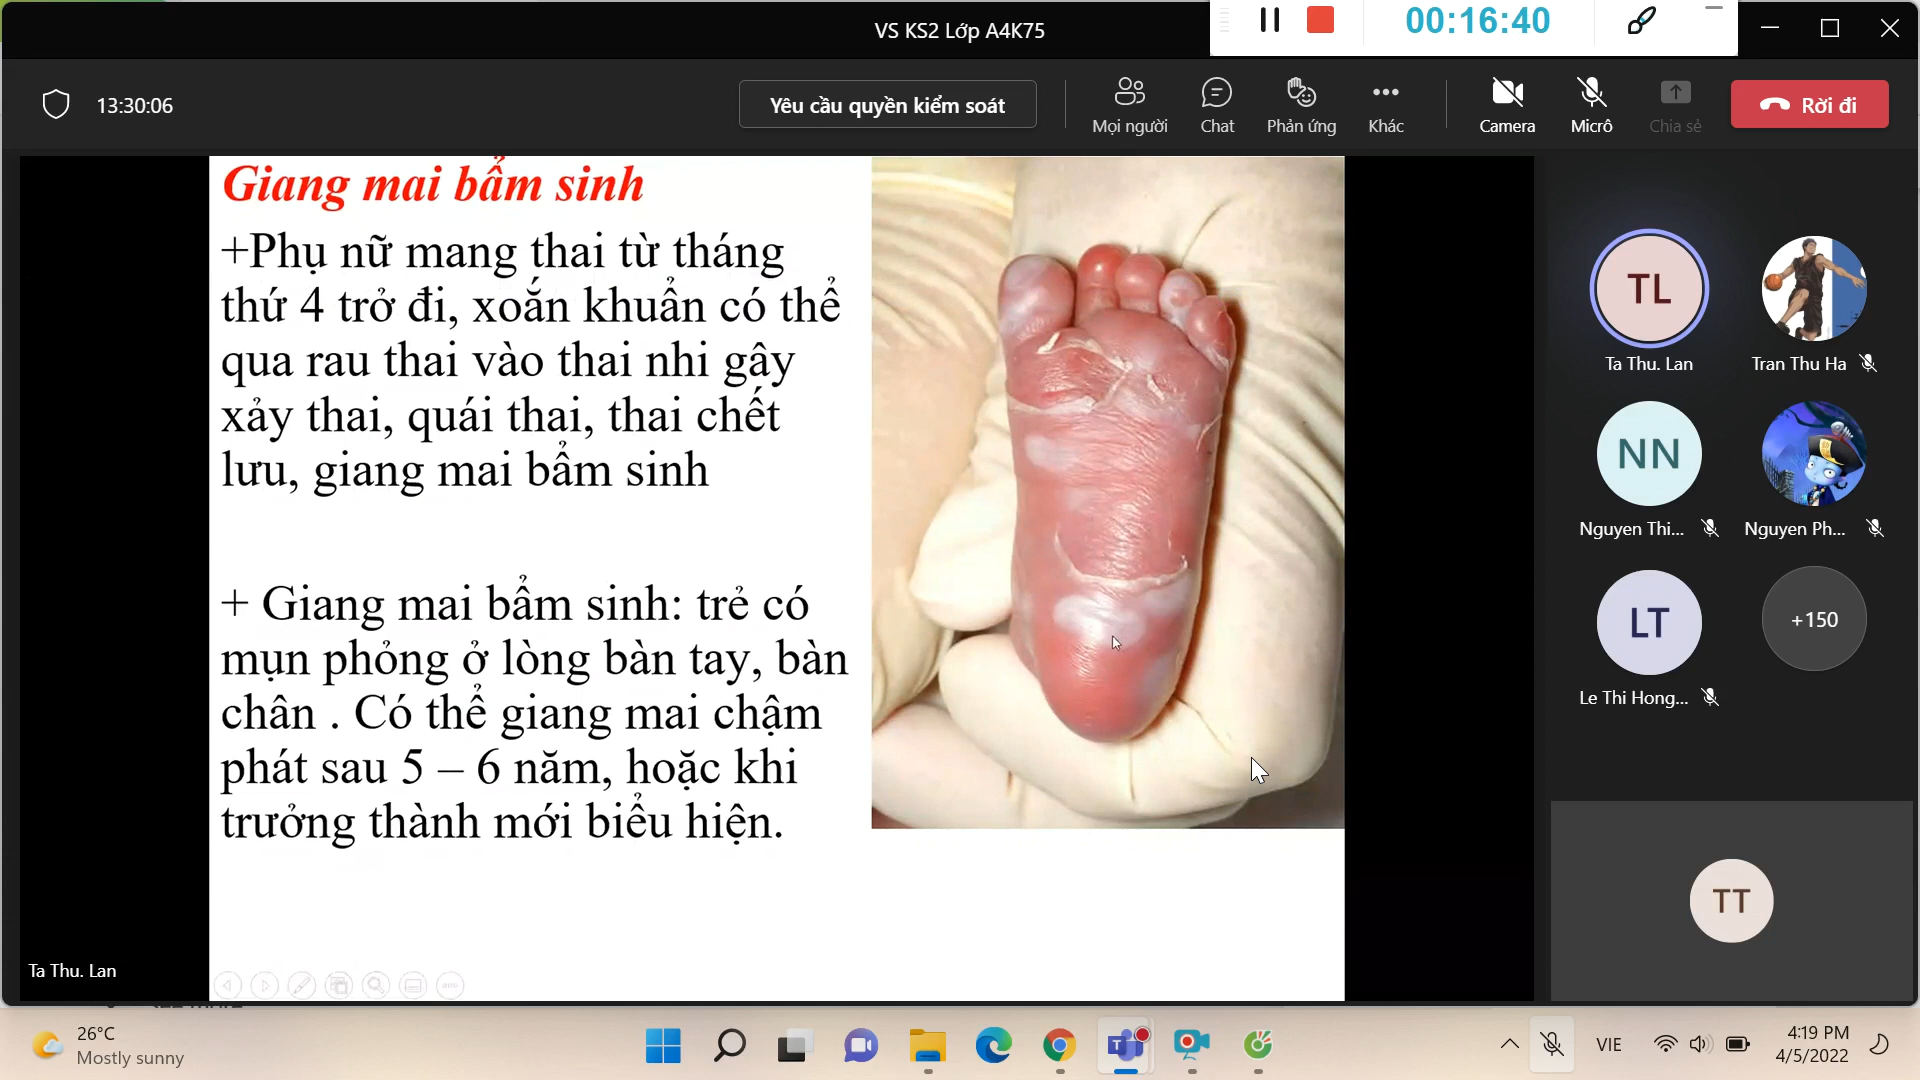 VS KS2 Lớp A4K75
00:16:40
13:30:06
Yêu cầu quyền kiểm soát
Mọi người
Chat
Phản ứng
Khác
Camera
Micrô
Chia sẻ
Rời đi
Giang mai bẩm sinh
+Phụ nữ mang thai từ tháng
thứ 4 trở đi, xoắn khuẩn có thể
qua rau thai vào thai nhi gây
xảy thai, quái thai, thai chết
lưu, giang mai bẩm sinh
+ Giang mai bẩm sinh: trẻ có
mụn phỏng ở lòng bàn tay, bàn
chân . Có thể giang mai chậm
phát sau 5 – 6 năm, hoặc khi
trưởng thành mới biểu hiện.
Ta Thu. Lan
TL
Ta Thu. Lan
Tran Thu Ha
NN
Nguyen Thi...
Nguyen Ph...
LT
Le Thi Hong...
+150
TT
26°C
Mostly sunny
VIE
4:19 PM
4/5/2022